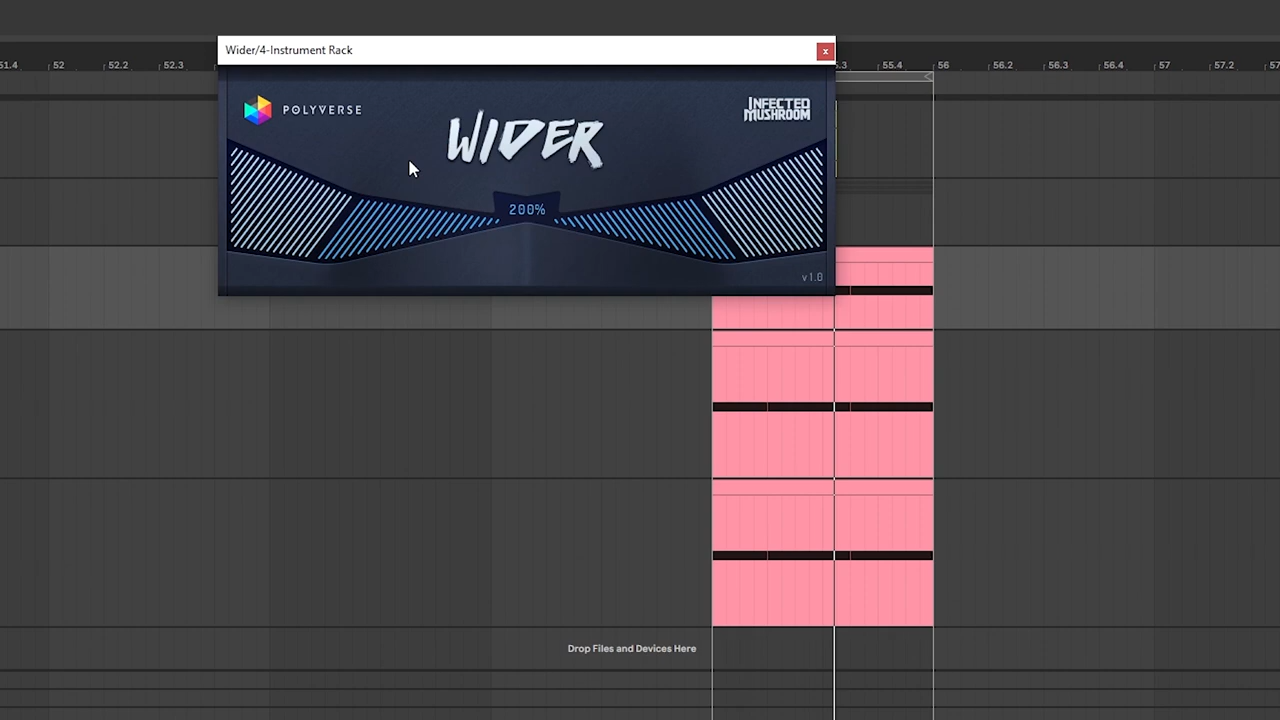 Wider/4-Instrument Rack
x
51.4 52 52.2 52.3 5.3 55.4 56 56.2 56.3 56.4 57 57.2 57
POLYVERSE
INFECTED
MUSHROOM
WIDER
200%
v1.0
Drop Files and Devices Here